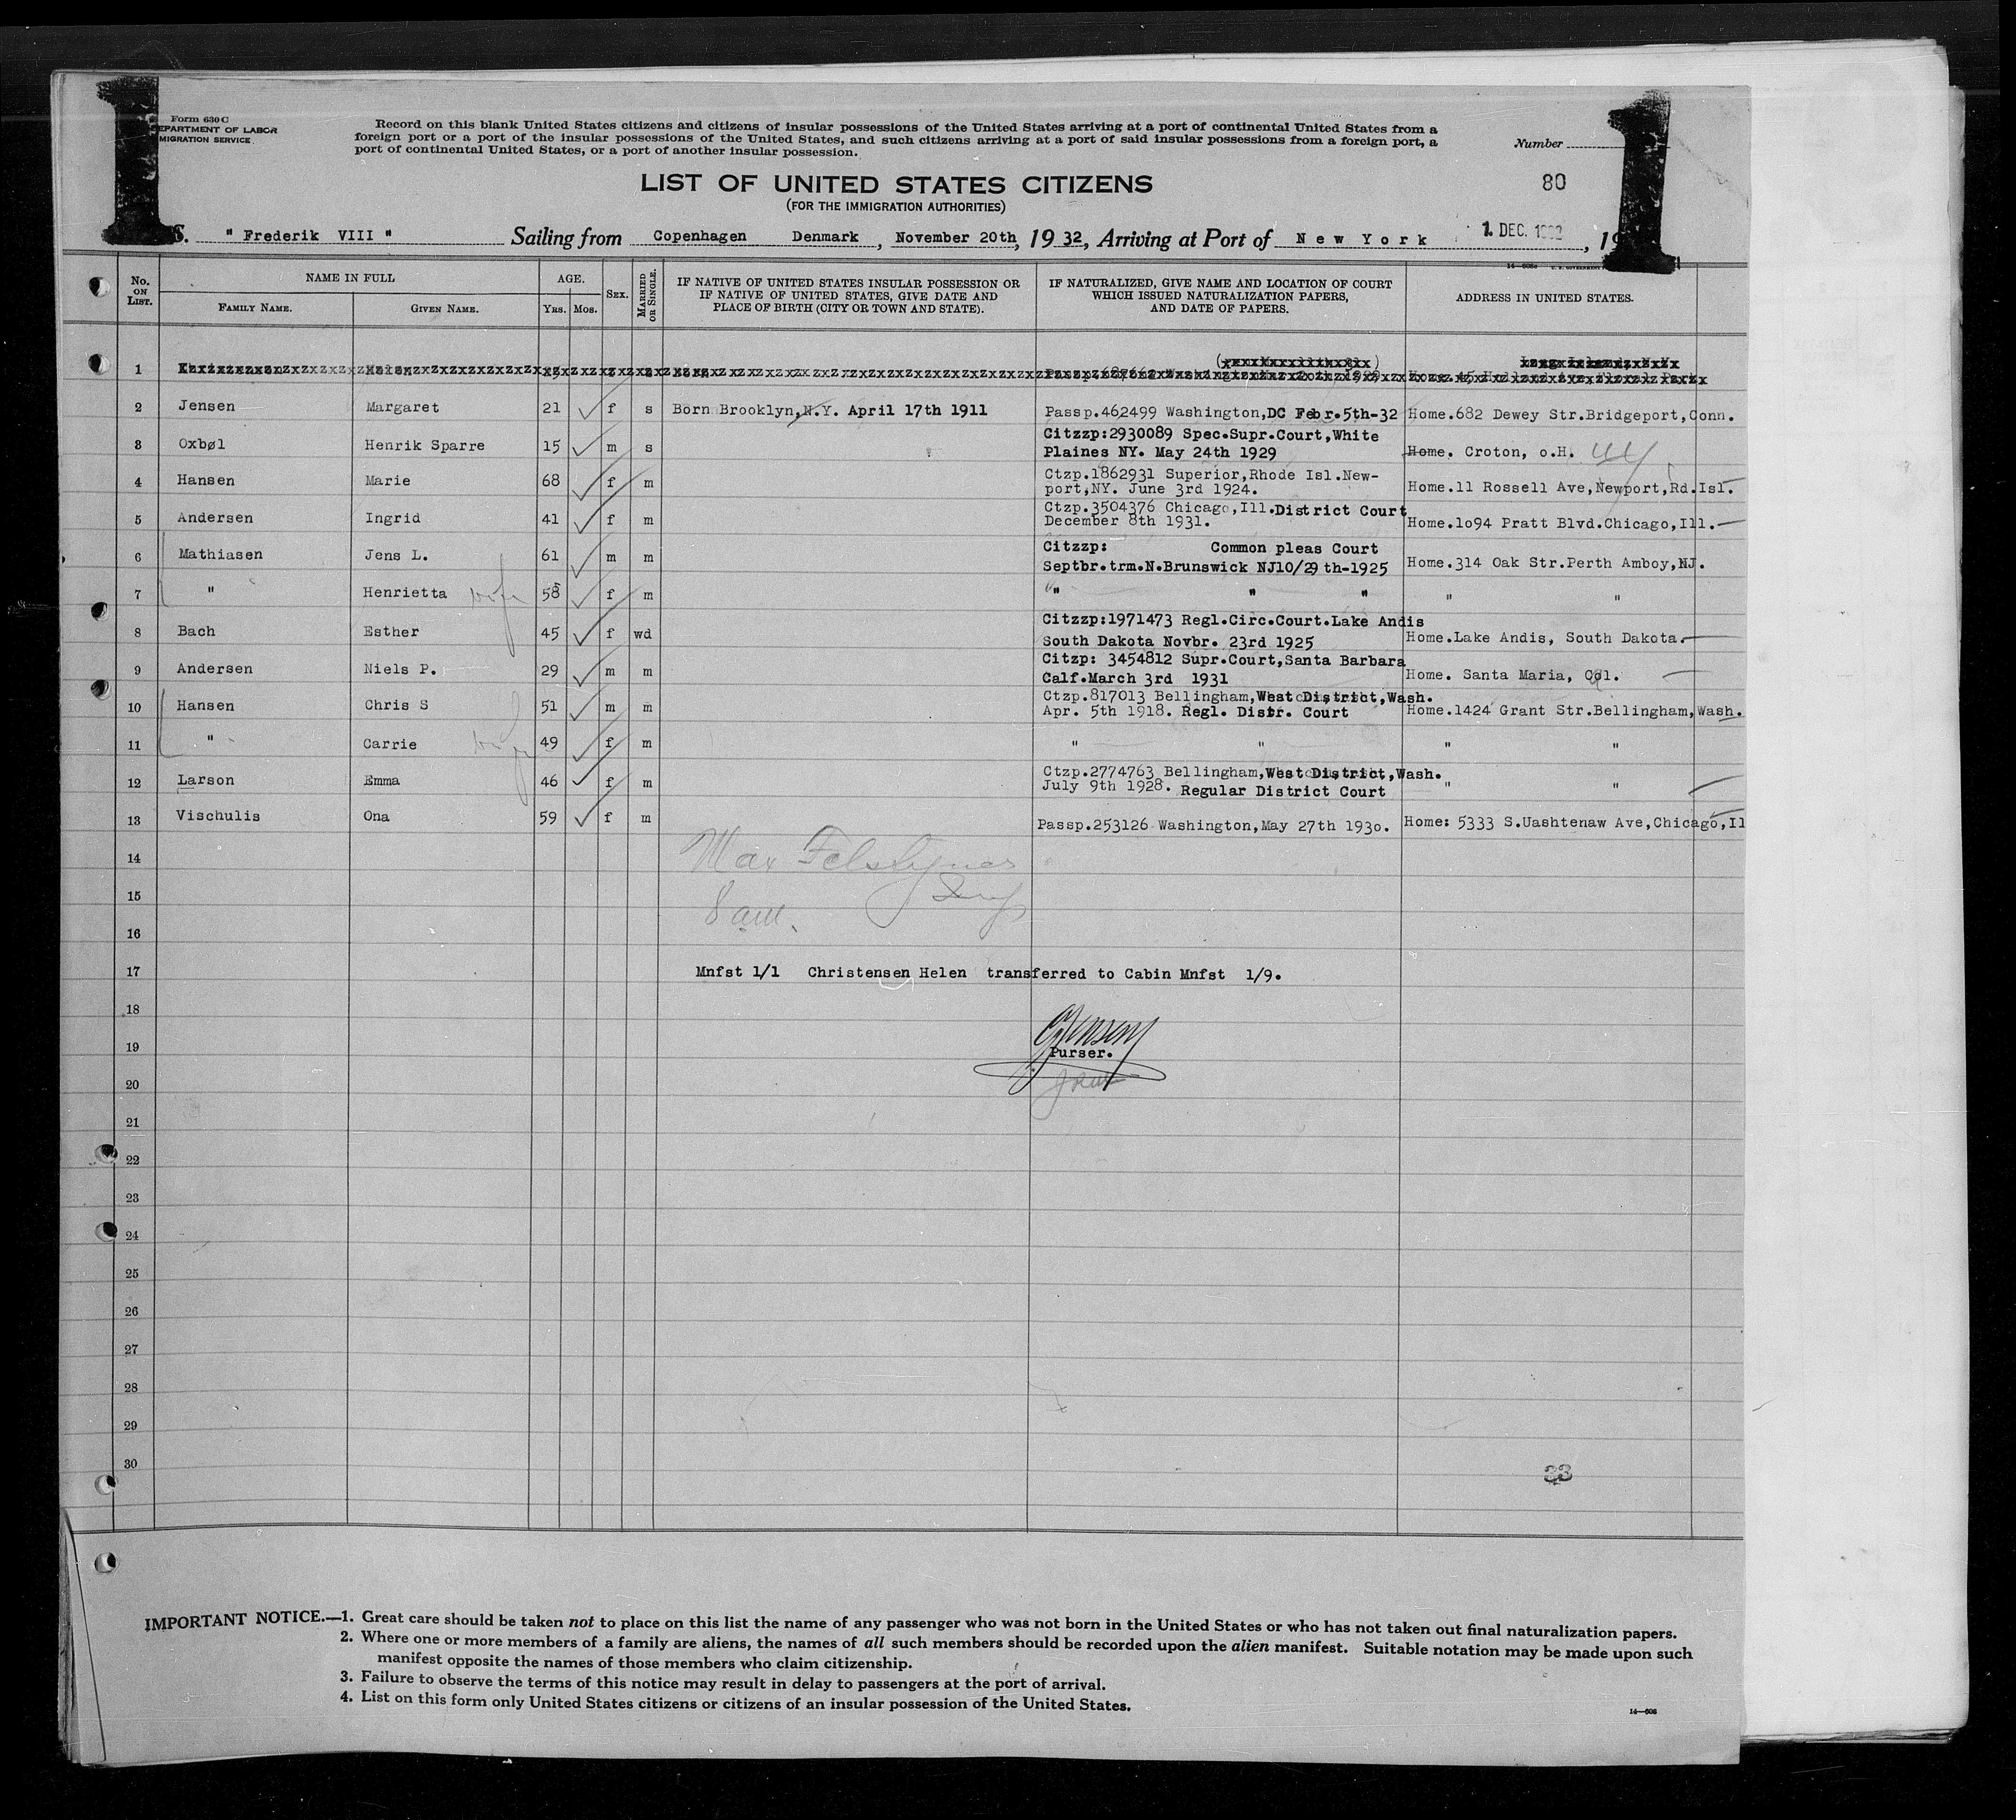 Form 630 C
DEPARTMENT OF LABOR
MIGRATION SERVICE
Record on this blank United States citizens and citizens of insular possessions of the United States arriving at a port of continental United States from a
foreign port or a port of the insular possessions of the United States, and such citizens arriving at a port of said insular possessions from a foreign port, a
port of continental United States, or a port of another insular possession.
Number
1
1
LIST OF UNITED STATES CITIZENS
(FOR THE IMMIGRATION AUTHORITIES)
80
S. " Frederik VIII " Sailing from Copenhagen Denmark, November 20th, 19 32, Arriving at Port of New York 1. DEC. 1932, 19
No. ON LIST.
NAME IN FULL
FAMILY NAME. GIVEN NAME.
AGE.
YRS. MOS.
SEX.
MARRIED OR SINGLE.
IF NATIVE OF UNITED STATES INSULAR POSSESSION OR
IF NATIVE OF UNITED STATES, GIVE DATE AND
PLACE OF BIRTH (CITY OR TOWN AND STATE).
IF NATURALIZED, GIVE NAME AND LOCATION OF COURT
WHICH ISSUED NATURALIZATION PAPERS,
AND DATE OF PAPERS.
ADDRESS IN UNITED STATES.
1
2 Jensen Margaret 21 f s Born Brooklyn,N.Y. April 17th 1911 Passp.462499 Washington,DC Febr.5th-32 Home.682 Dewey Str.Bridgeport,Conn.
3 Oxbøl Henrik Sparre 15 m s Citzzp:2930089 Spec.Supr.Court,White
Plaines NY. May 24th 1929 Home. Croton, o.H.
4 Hansen Marie 68 f m Ctzp.1862931 Superior,Rhode Isl.New-
port,NY. June 3rd 1924. Home.11 Rossell Ave,Newport,Rd.Isl.
5 Andersen Ingrid 41 f m Ctzp.3504376 Chicago,Ill.District Court
December 8th 1931. Home.1o94 Pratt Blvd.Chicago,Ill.
6 Mathiasen Jens L. 61 m m Citzzp: Common pleas Court
Septbr.trm.N.Brunswick NJ10/29 th-1925 Home.314 Oak Str.Perth Amboy,NJ.
7 " Henrietta wife 58 f m " " " " "
8 Bach Esther 45 f wd Citzzp:1971473 Regl.Circ.Court.Lake Andis
South Dakota Novbr. 23rd 1925 Home.Lake Andis, South Dakota.
9 Andersen Niels P. 29 m m Citzp: 3454812 Supr.Court,Santa Barbara
Calf.March 3rd 1931 Home. Santa Maria, Cal.
10 Hansen Chris S 51 m m Ctzp.817013 Bellingham,West District,Wash.
Apr. 5th 1918. Regl. Distr. Court Home.1424 Grant Str.Bellingham,Wash.
11 " Carrie wife 49 f m " " " "
12 Larson Emma 46 f m Ctzp.2774763 Bellingham,West District,Wash.
July 9th 1928. Regular District Court " "
13 Vischulis Ona 59 f m Passp.253126 Washington,May 27th 1930. Home: 5333 S.Uashtenaw Ave,Chicago,Il
14
15
8 am.
16
17 Mnfst 1/1 Christensen Helen transferred to Cabin Mnfst 1/9.
18
19 Purser.
20
21
22
23
24
25
26
27
28
29
30
33
IMPORTANT NOTICE.—1. Great care should be taken not to place on this list the name of any passenger who was not born in the United States or who has not taken out final naturalization papers.
2. Where one or more members of a family are aliens, the names of all such members should be recorded upon the alien manifest. Suitable notation may be made upon such
manifest opposite the names of those members who claim citizenship.
3. Failure to observe the terms of this notice may result in delay to passengers at the port of arrival.
4. List on this form only United States citizens or citizens of an insular possession of the United States.
14—608